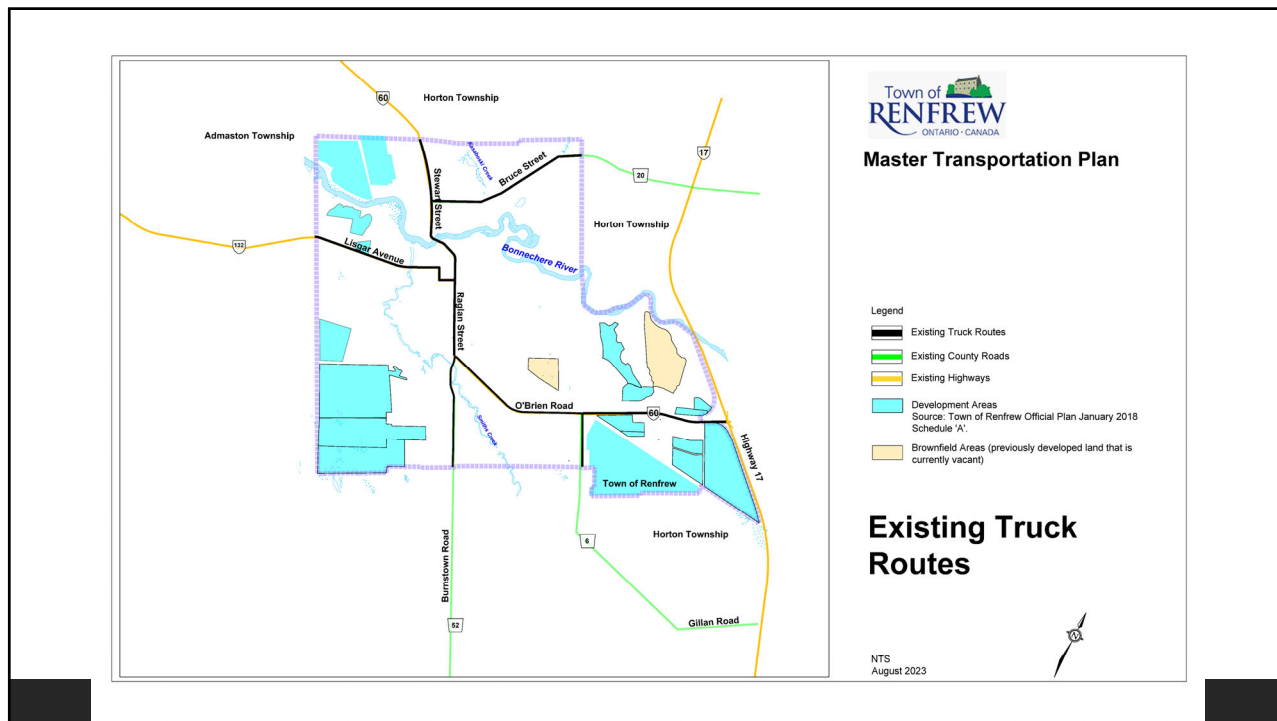 60
Horton Township
Admaston Township
17
Kasaboski Creek
Bruce Street
Stewart Street
20
Horton Township
132
Lisgar Avenue
Bonnechere River
Raglan Street
O'Brien Road
60
Smiths Creek
Highway 17
Town of Renfrew
Horton Township
6
Burnstown Road
Gillan Road
52
Town of
RENFREW
ONTARIO · CANADA
Master Transportation Plan
Legend
Existing Truck Routes
Existing County Roads
Existing Highways
Development Areas
Source: Town of Renfrew Official Plan January 2018
Schedule 'A'.
Brownfield Areas (previously developed land that is
currently vacant)
Existing Truck
Routes
N
NTS
August 2023